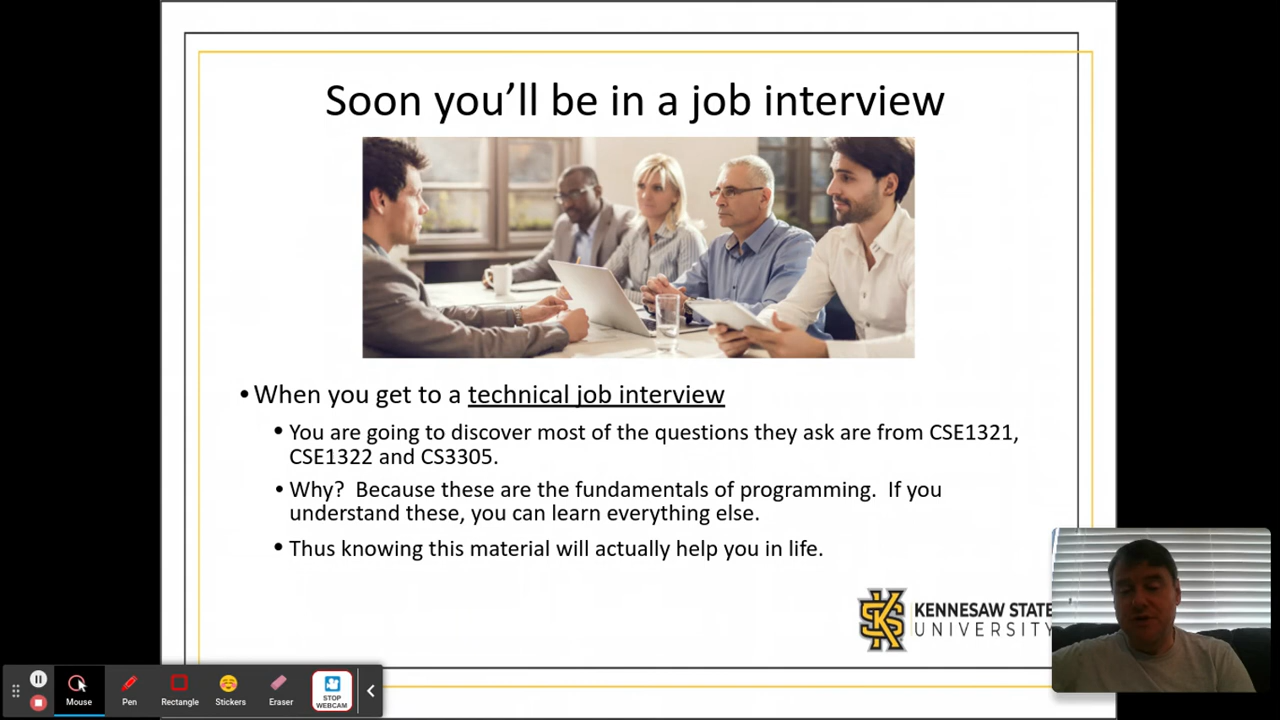 Soon you’ll be in a job interview
•When you get to a technical job interview
• You are going to discover most of the questions they ask are from CSE1321,
CSE1322 and CS3305.
• Why?  Because these are the fundamentals of programming.  If you
understand these, you can learn everything else.
• Thus knowing this material will actually help you in life.
KENNESAW STATE
UNIVERSITY
Mouse
Pen
Rectangle
Stickers
Eraser
STOP
WEBCAM